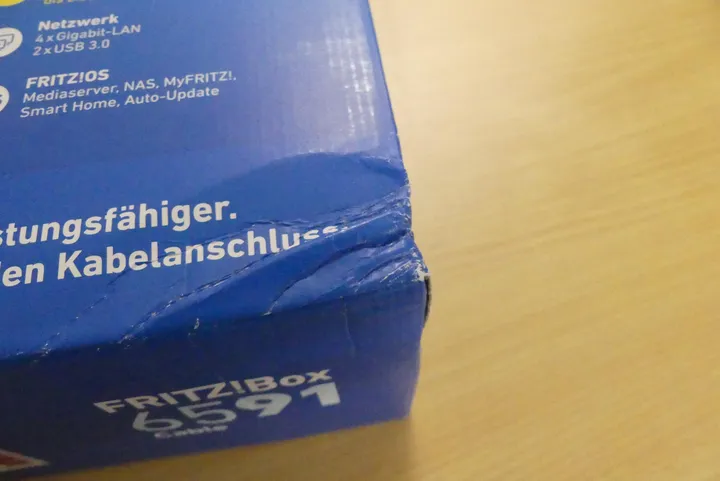 Netzwerk
4 x Gigabit-LAN
2 x USB 3.0
FRITZ!OS
Mediaserver, NAS, MyFRITZ!,
Smart Home, Auto-Update
stungsfähiger.
en Kabelanschluss
FRITZ!Box
6591
Cable